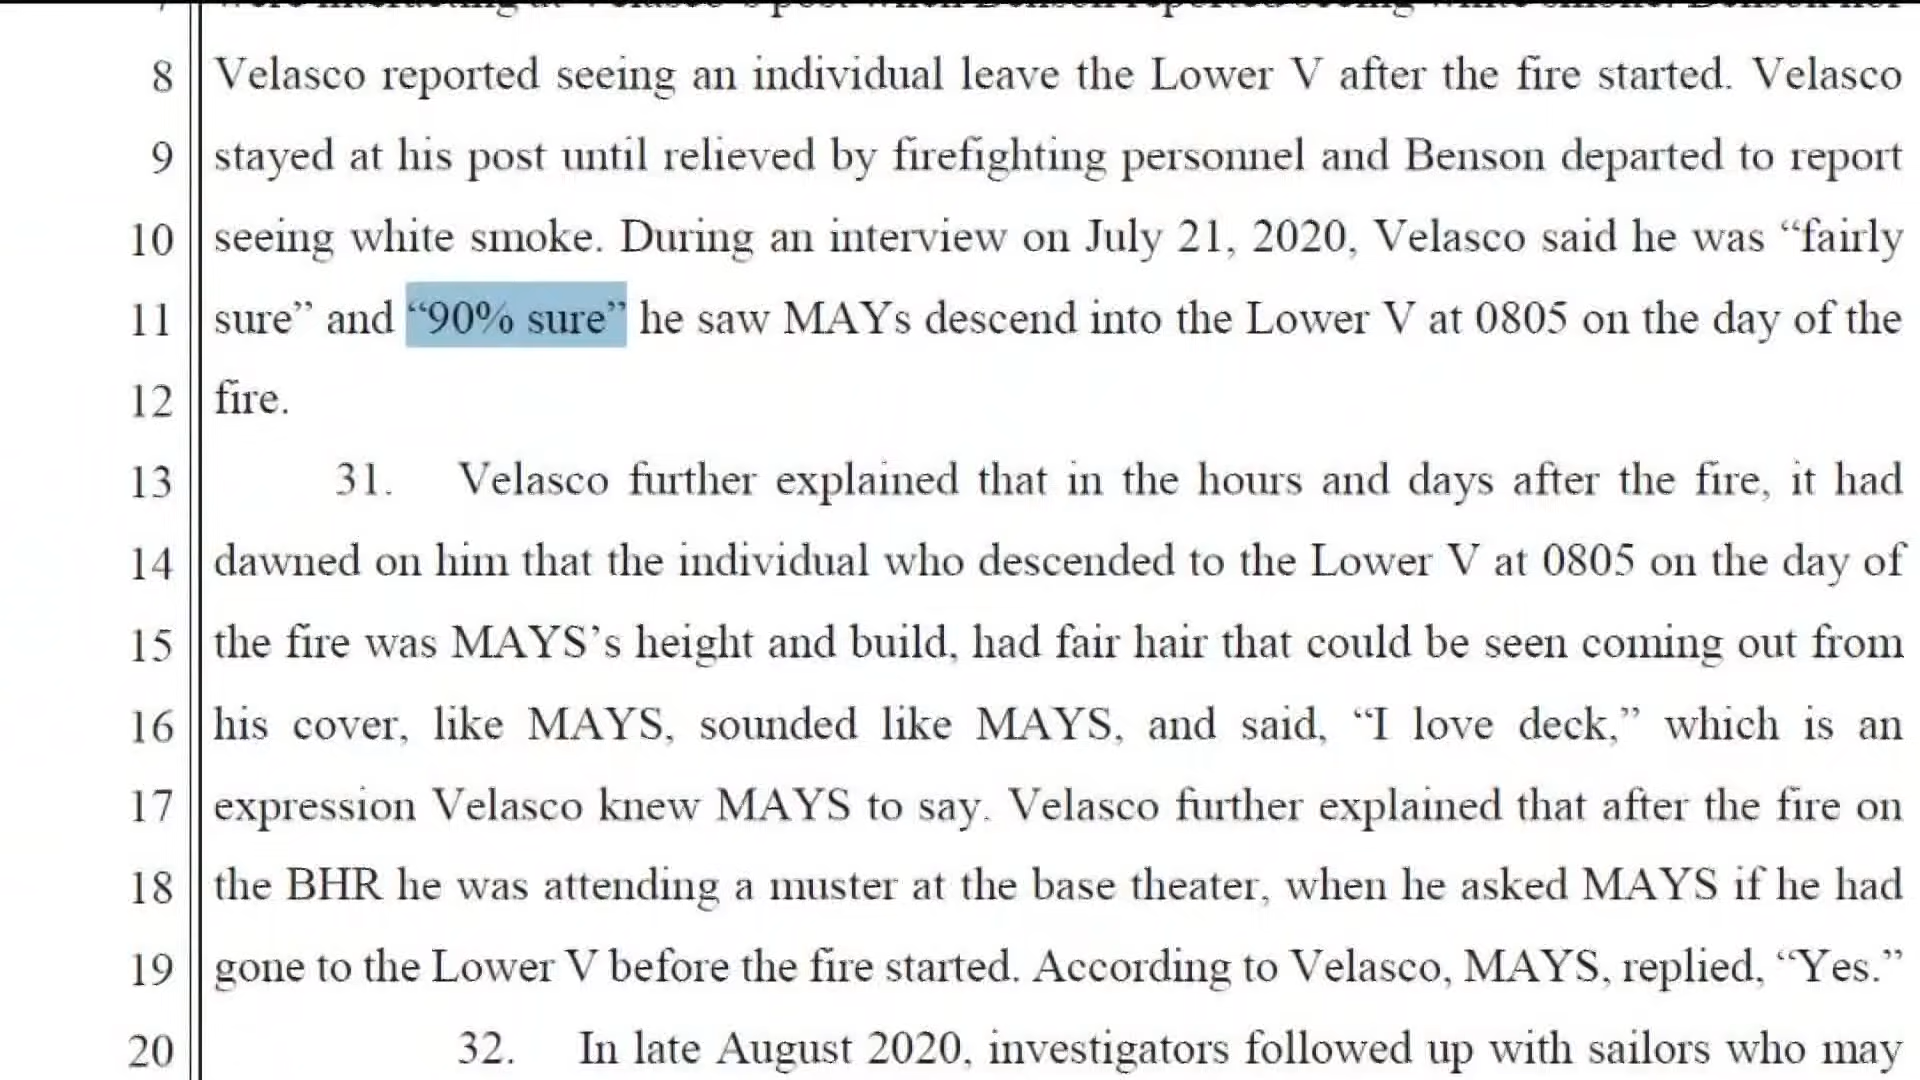 8 Velasco reported seeing an individual leave the Lower V after the fire started. Velasco
9 stayed at his post until relieved by firefighting personnel and Benson departed to report
10 seeing white smoke. During an interview on July 21, 2020, Velasco said he was “fairly
11 sure” and “90% sure” he saw MAYs descend into the Lower V at 0805 on the day of the
12 fire.
13 31. Velasco further explained that in the hours and days after the fire, it had
14 dawned on him that the individual who descended to the Lower V at 0805 on the day of
15 the fire was MAYS’s height and build, had fair hair that could be seen coming out from
16 his cover, like MAYS, sounded like MAYS, and said, “I love deck,” which is an
17 expression Velasco knew MAYS to say. Velasco further explained that after the fire on
18 the BHR he was attending a muster at the base theater, when he asked MAYS if he had
19 gone to the Lower V before the fire started. According to Velasco, MAYS, replied, “Yes.”
20 32. In late August 2020, investigators followed up with sailors who may